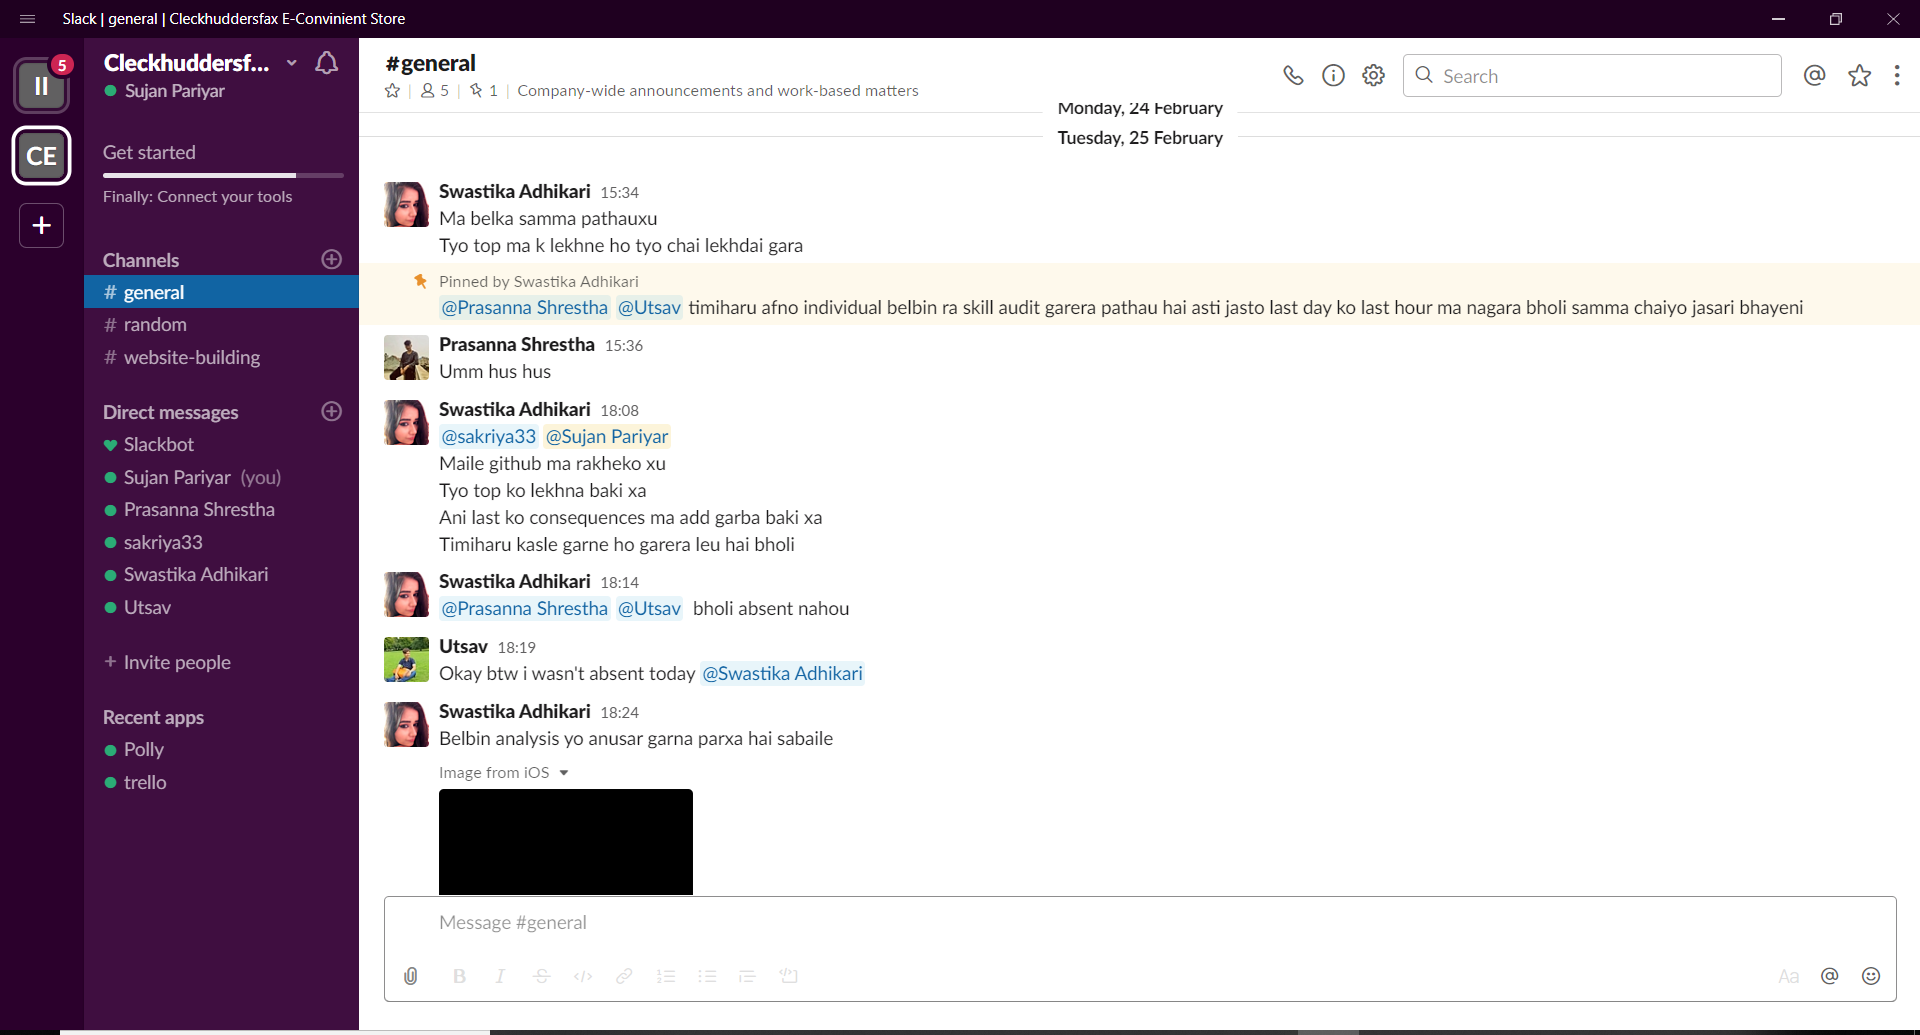 Slack | general | Cleckhuddersfax E-Convinient Store
5
II
CE
+
Cleckhuddersf...
Sujan Pariyar
Get started
Finally: Connect your tools
Channels
# general
# random
# website-building
Direct messages
Slackbot
Sujan Pariyar (you)
Prasanna Shrestha
sakriya33
Swastika Adhikari
Utsav
+ Invite people
Recent apps
Polly
trello
#general
5 | 1 | Company-wide announcements and work-based matters
Search
Monday, 24 February
Tuesday, 25 February
Swastika Adhikari 15:34
Ma belka samma pathauxu
Tyo top ma k lekhne ho tyo chai lekhdai gara
Pinned by Swastika Adhikari
@Prasanna Shrestha @Utsav timiharu afno individual belbin ra skill audit garera pathau hai asti jasto last day ko last hour ma nagara bholi samma chaiyo jasari bhayeni
Prasanna Shrestha 15:36
Umm hus hus
Swastika Adhikari 18:08
@sakriya33 @Sujan Pariyar
Maile github ma rakheko xu
Tyo top ko lekhna baki xa
Ani last ko consequences ma add garba baki xa
Timiharu kasle garne ho garera leu hai bholi
Swastika Adhikari 18:14
@Prasanna Shrestha @Utsav bholi absent nahou
Utsav 18:19
Okay btw i wasn't absent today @Swastika Adhikari
Swastika Adhikari 18:24
Belbin analysis yo anusar garna parxa hai sabaile
Image from iOS
Message #general
B I S </> Aa @